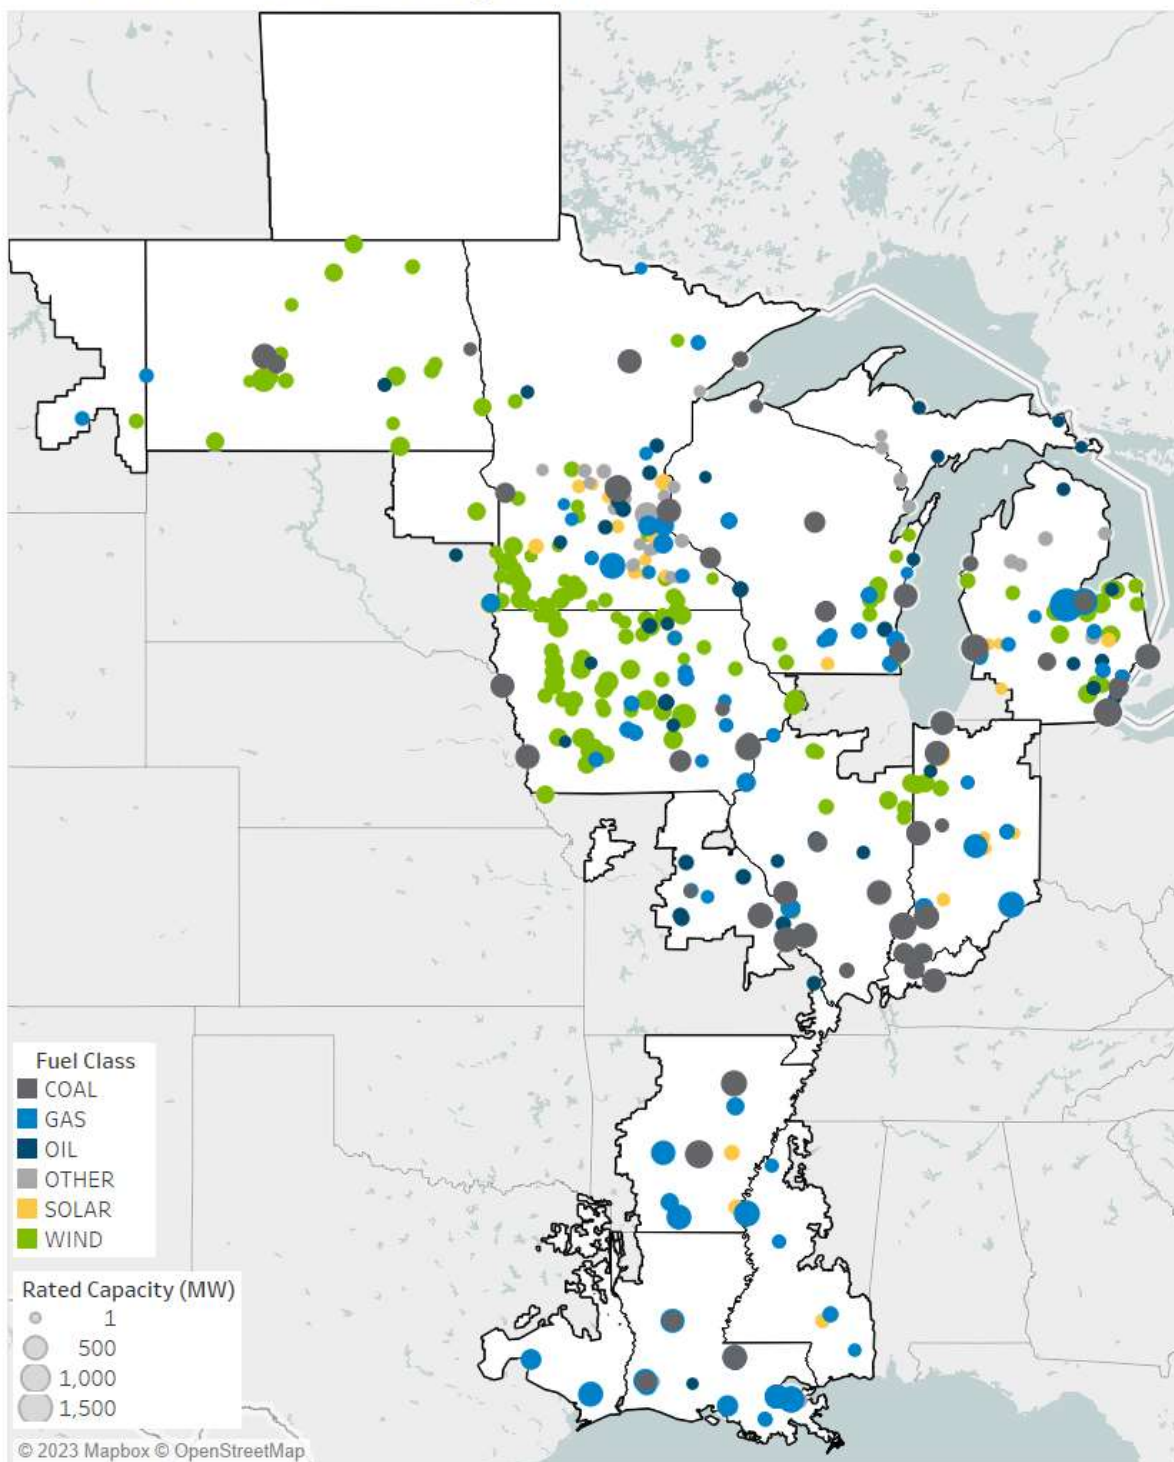 Fuel Class
COAL
GAS
OIL
OTHER
SOLAR
WIND
Rated Capacity (MW)
1
500
1,000
1,500
© 2023 Mapbox © OpenStreetMap